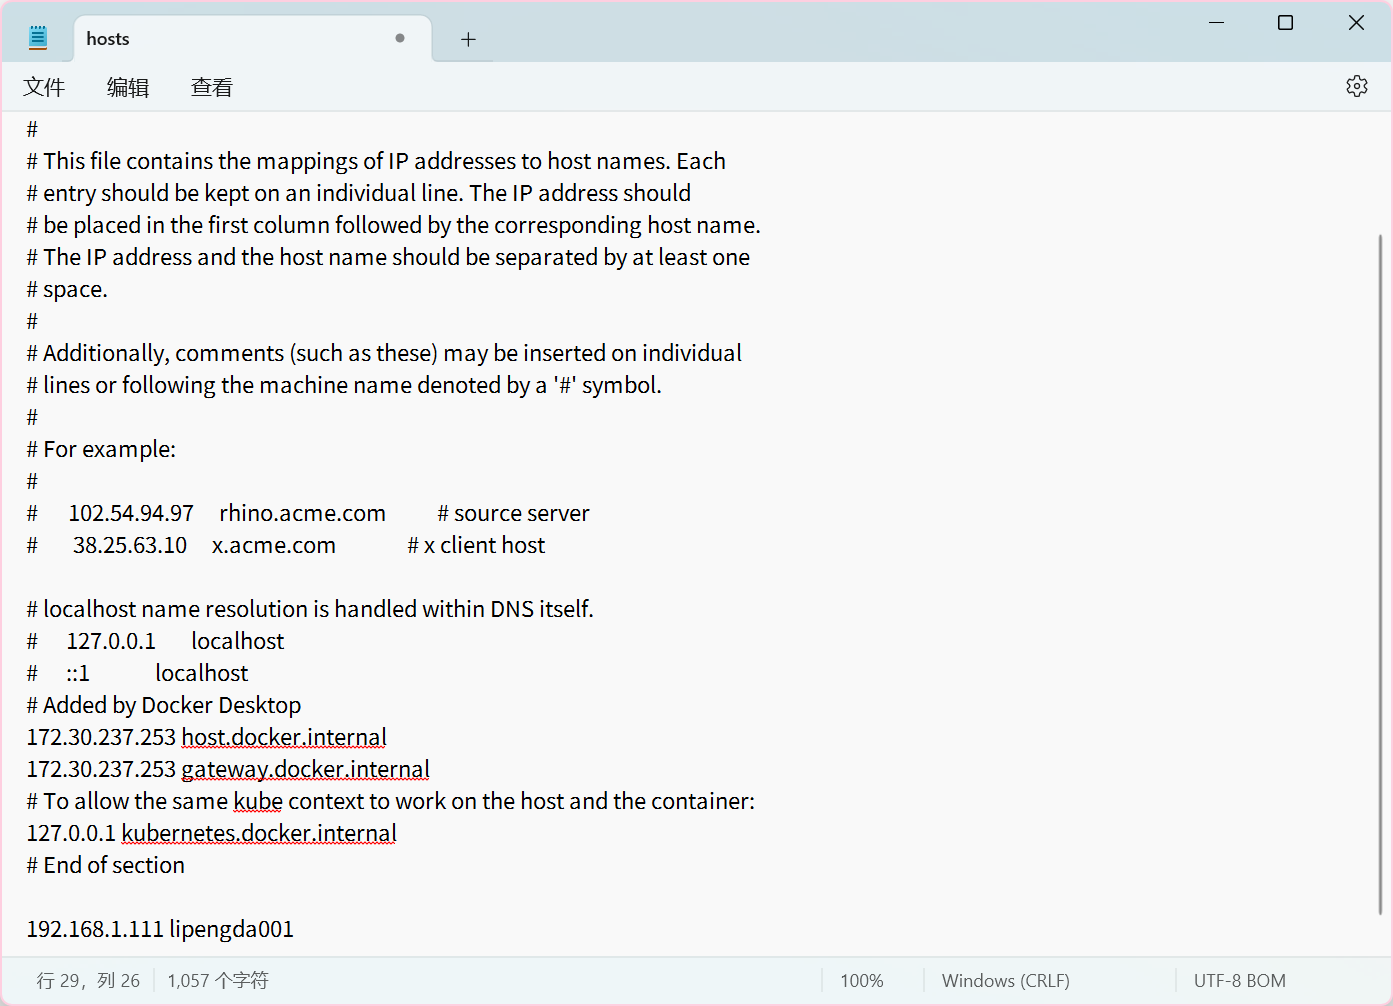 hosts
文件 编辑 查看
#
# This file contains the mappings of IP addresses to host names. Each
# entry should be kept on an individual line. The IP address should
# be placed in the first column followed by the corresponding host name.
# The IP address and the host name should be separated by at least one
# space.
#
# Additionally, comments (such as these) may be inserted on individual
# lines or following the machine name denoted by a '#' symbol.
#
# For example:
#
#      102.54.94.97     rhino.acme.com          # source server
#       38.25.63.10     x.acme.com              # x client host

# localhost name resolution is handled within DNS itself.
#      127.0.0.1       localhost
#      ::1             localhost
# Added by Docker Desktop
172.30.237.253 host.docker.internal
172.30.237.253 gateway.docker.internal
# To allow the same kube context to work on the host and the container:
127.0.0.1 kubernetes.docker.internal
# End of section

192.168.1.111 lipengda001
行 29，列 26 1,057 个字符 100% Windows (CRLF) UTF-8 BOM